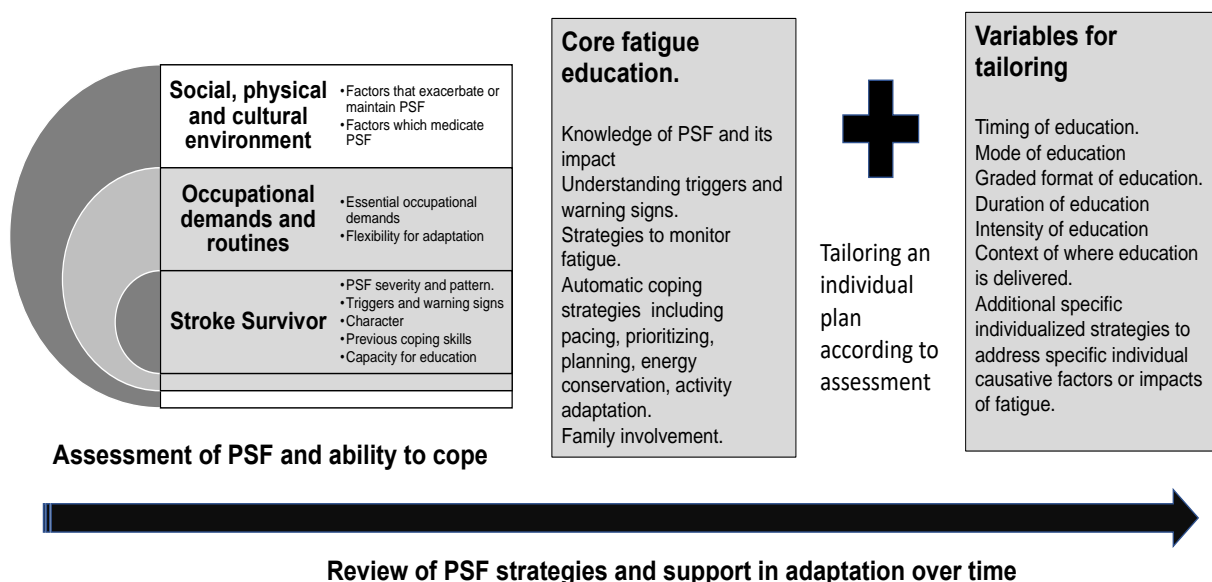 Social, physical
and cultural
environment
•Factors that exacerbate or
maintain PSF
•Factors which medicate
PSF
Occupational
demands and
routines
•Essential occupational
demands
•Flexibility for adaptation
Stroke Survivor
•PSF severity and pattern.
•Triggers and warning signs
•Character
•Previous coping skills
•Capacity for education
Assessment of PSF and ability to cope
Core fatigue
education.
Knowledge of PSF and its
impact
Understanding triggers and
warning signs.
Strategies to monitor
fatigue.
Automatic coping
strategies including
pacing, prioritizing,
planning, energy
conservation, activity
adaptation.
Family involvement.
Tailoring an
individual
plan
according to
assessment
Variables for
tailoring
Timing of education.
Mode of education
Graded format of education.
Duration of education
Intensity of education
Context of where education
is delivered.
Additional specific
individualized strategies to
address specific individual
causative factors or impacts
of fatigue.
Review of PSF strategies and support in adaptation over time